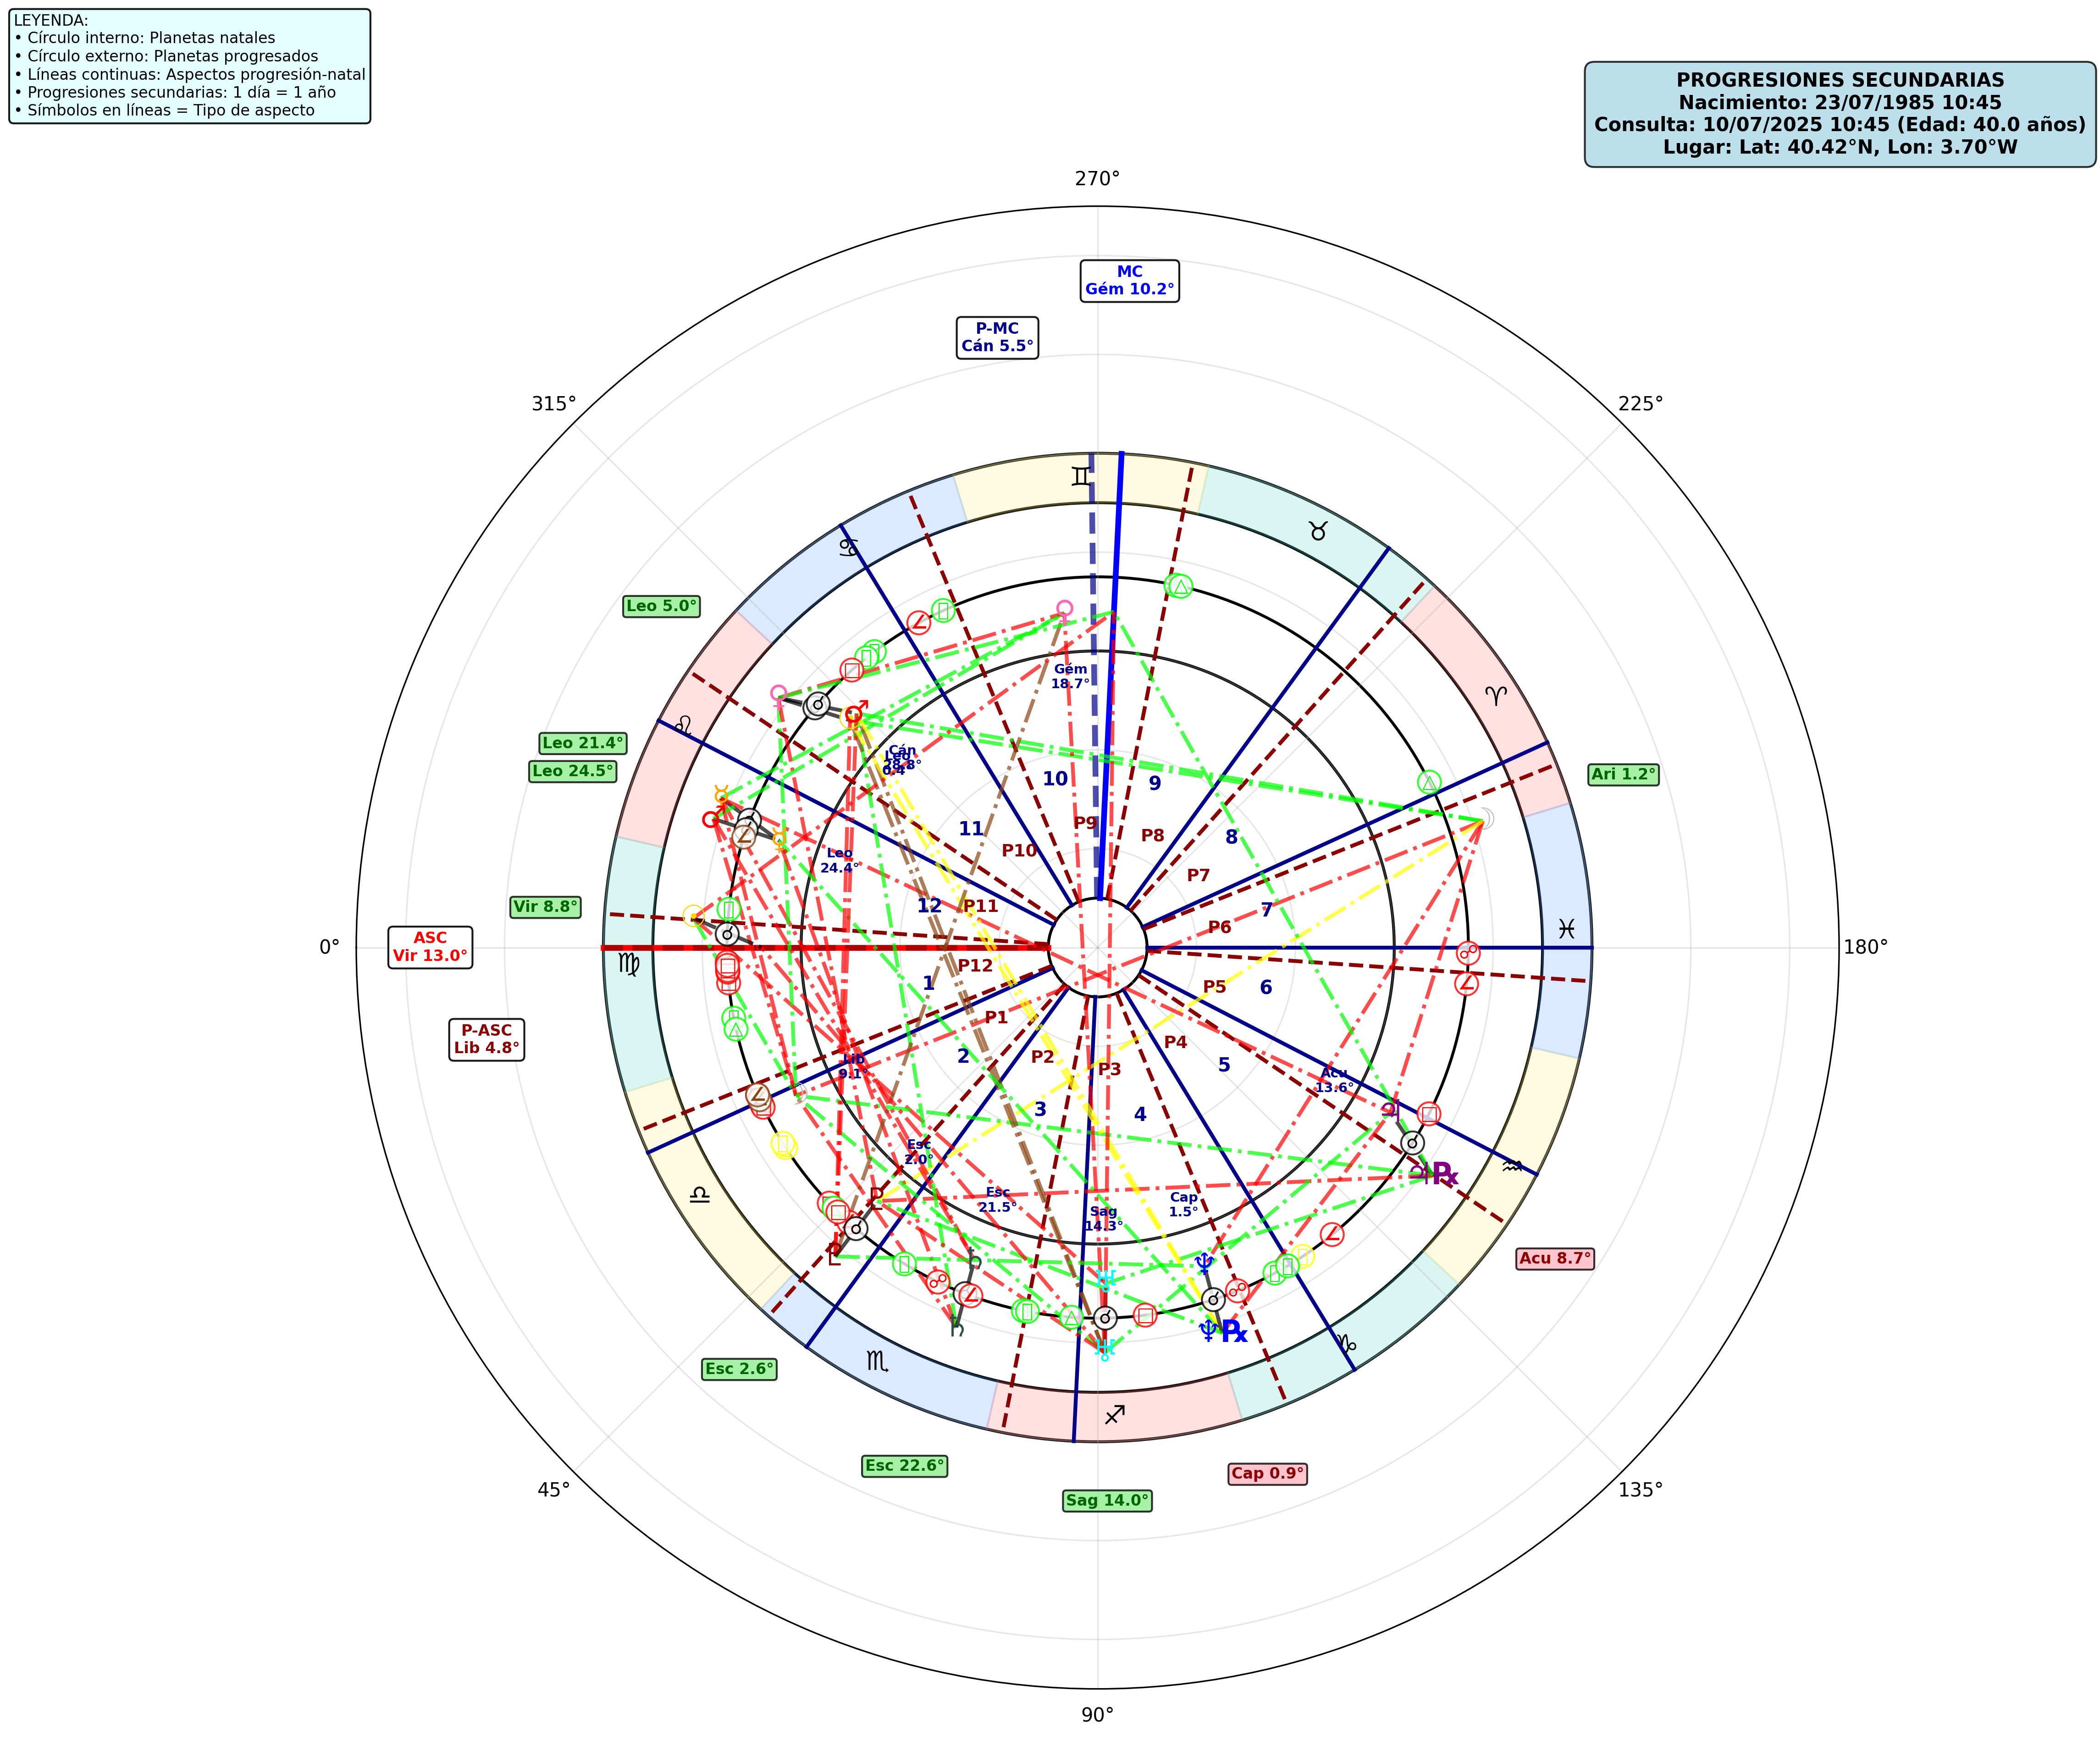 LEYENDA:
• Círculo interno: Planetas natales
• Círculo externo: Planetas progresados
• Líneas continuas: Aspectos progresión-natal
• Progresiones secundarias: 1 día = 1 año
• Símbolos en líneas = Tipo de aspecto
PROGRESIONES SECUNDARIAS
Nacimiento: 23/07/1985 10:45
Consulta: 10/07/2025 10:45 (Edad: 40.0 años)
Lugar: Lat: 40.42°N, Lon: 3.70°W
270°
MC
Gém 10.2°
P-MC
Cán 5.5°
315°
225°
Leo 5.0°
Gém
18.7°
Leo 21.4°
Leo 24.5°
Cán
Leo
0.4°
Ari 1.2°
10
9
P9
P8
11
8
P10
P7
Leo
24.4°
12
P11
7
P6
Vir 8.8°
0°
ASC
Vir 13.0°
180°
P12
1
P5
6
P-ASC
Lib 4.8°
P1
2
P2
P3
P4
5
Lib
9.1°
Acu
13.6°
3
4
Esc
2.0°
Esc
21.5°
Cap
1.5°
Sag
14.3°
Acu 8.7°
Esc 2.6°
Esc 22.6°
Cap 0.9°
Sag 14.0°
45°
135°
90°